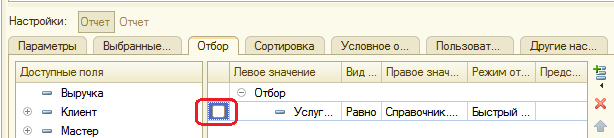 Настройки: Отчет Отчет
Параметры Выбранные... Отбор Сортировка Условное о... Пользоват... Другие нас...
Доступные поля Левое значение Вид ... Правое знач... Режим от... Предс...
Выручка Отбор
Клиент Услуг... Равно Справочник.... Быстрый ...
Мастер